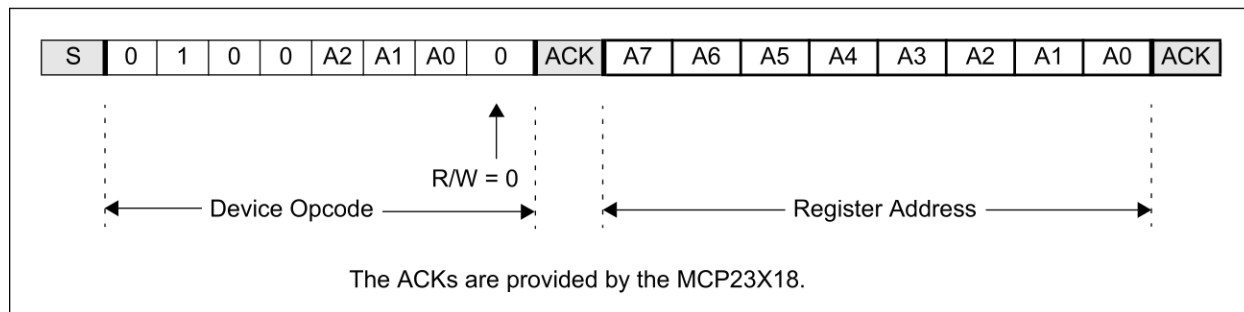 S 0 1 0 0 A2 A1 A0 0 ACK A7 A6 A5 A4 A3 A2 A1 A0 ACK
R/W = 0
Device Opcode Register Address
The ACKs are provided by the MCP23X18.